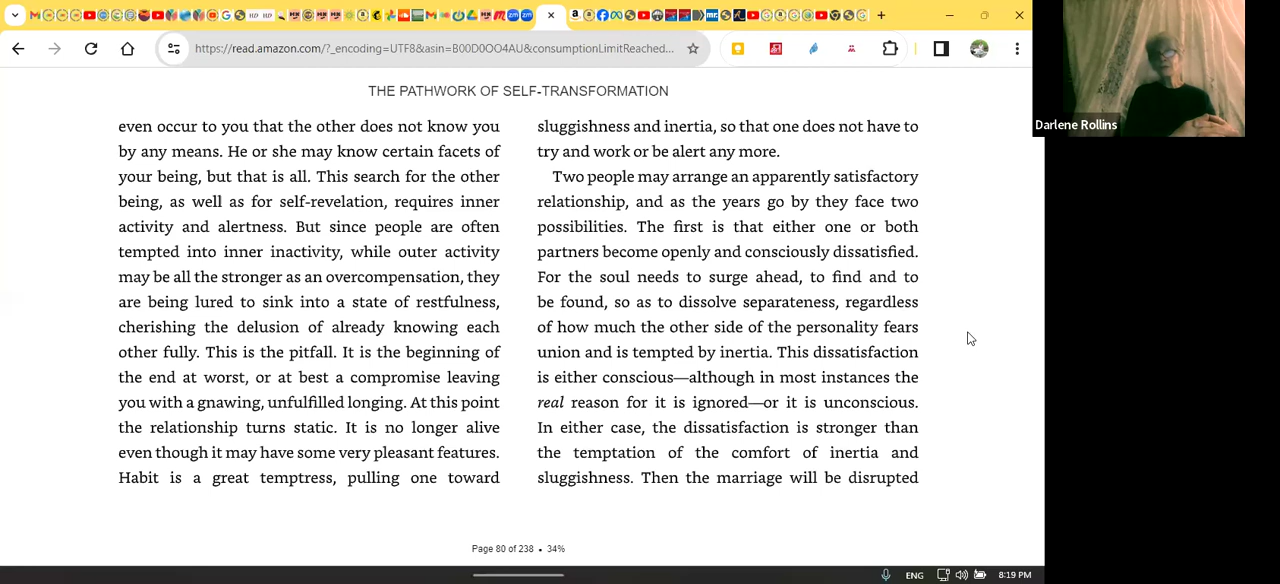 https://read.amazon.com/?_encoding=UTF8&asin=B00D0OO4AU&consumptionLimitReached...
Darlene Rollins
THE PATHWORK OF SELF-TRANSFORMATION
even occur to you that the other does not know you
by any means. He or she may know certain facets of
your being, but that is all. This search for the other
being, as well as for self-revelation, requires inner
activity and alertness. But since people are often
tempted into inner inactivity, while outer activity
may be all the stronger as an overcompensation, they
are being lured to sink into a state of restfulness,
cherishing the delusion of already knowing each
other fully. This is the pitfall. It is the beginning of
the end at worst, or at best a compromise leaving
you with a gnawing, unfulfilled longing. At this point
the relationship turns static. It is no longer alive
even though it may have some very pleasant features.
Habit is a great temptress, pulling one toward
sluggishness and inertia, so that one does not have to
try and work or be alert any more.
Two people may arrange an apparently satisfactory
relationship, and as the years go by they face two
possibilities. The first is that either one or both
partners become openly and consciously dissatisfied.
For the soul needs to surge ahead, to find and to
be found, so as to dissolve separateness, regardless
of how much the other side of the personality fears
union and is tempted by inertia. This dissatisfaction
is either conscious—although in most instances the
real reason for it is ignored—or it is unconscious.
In either case, the dissatisfaction is stronger than
the temptation of the comfort of inertia and
sluggishness. Then the marriage will be disrupted
Page 80 of 238 • 34%
ENG
8:19 PM